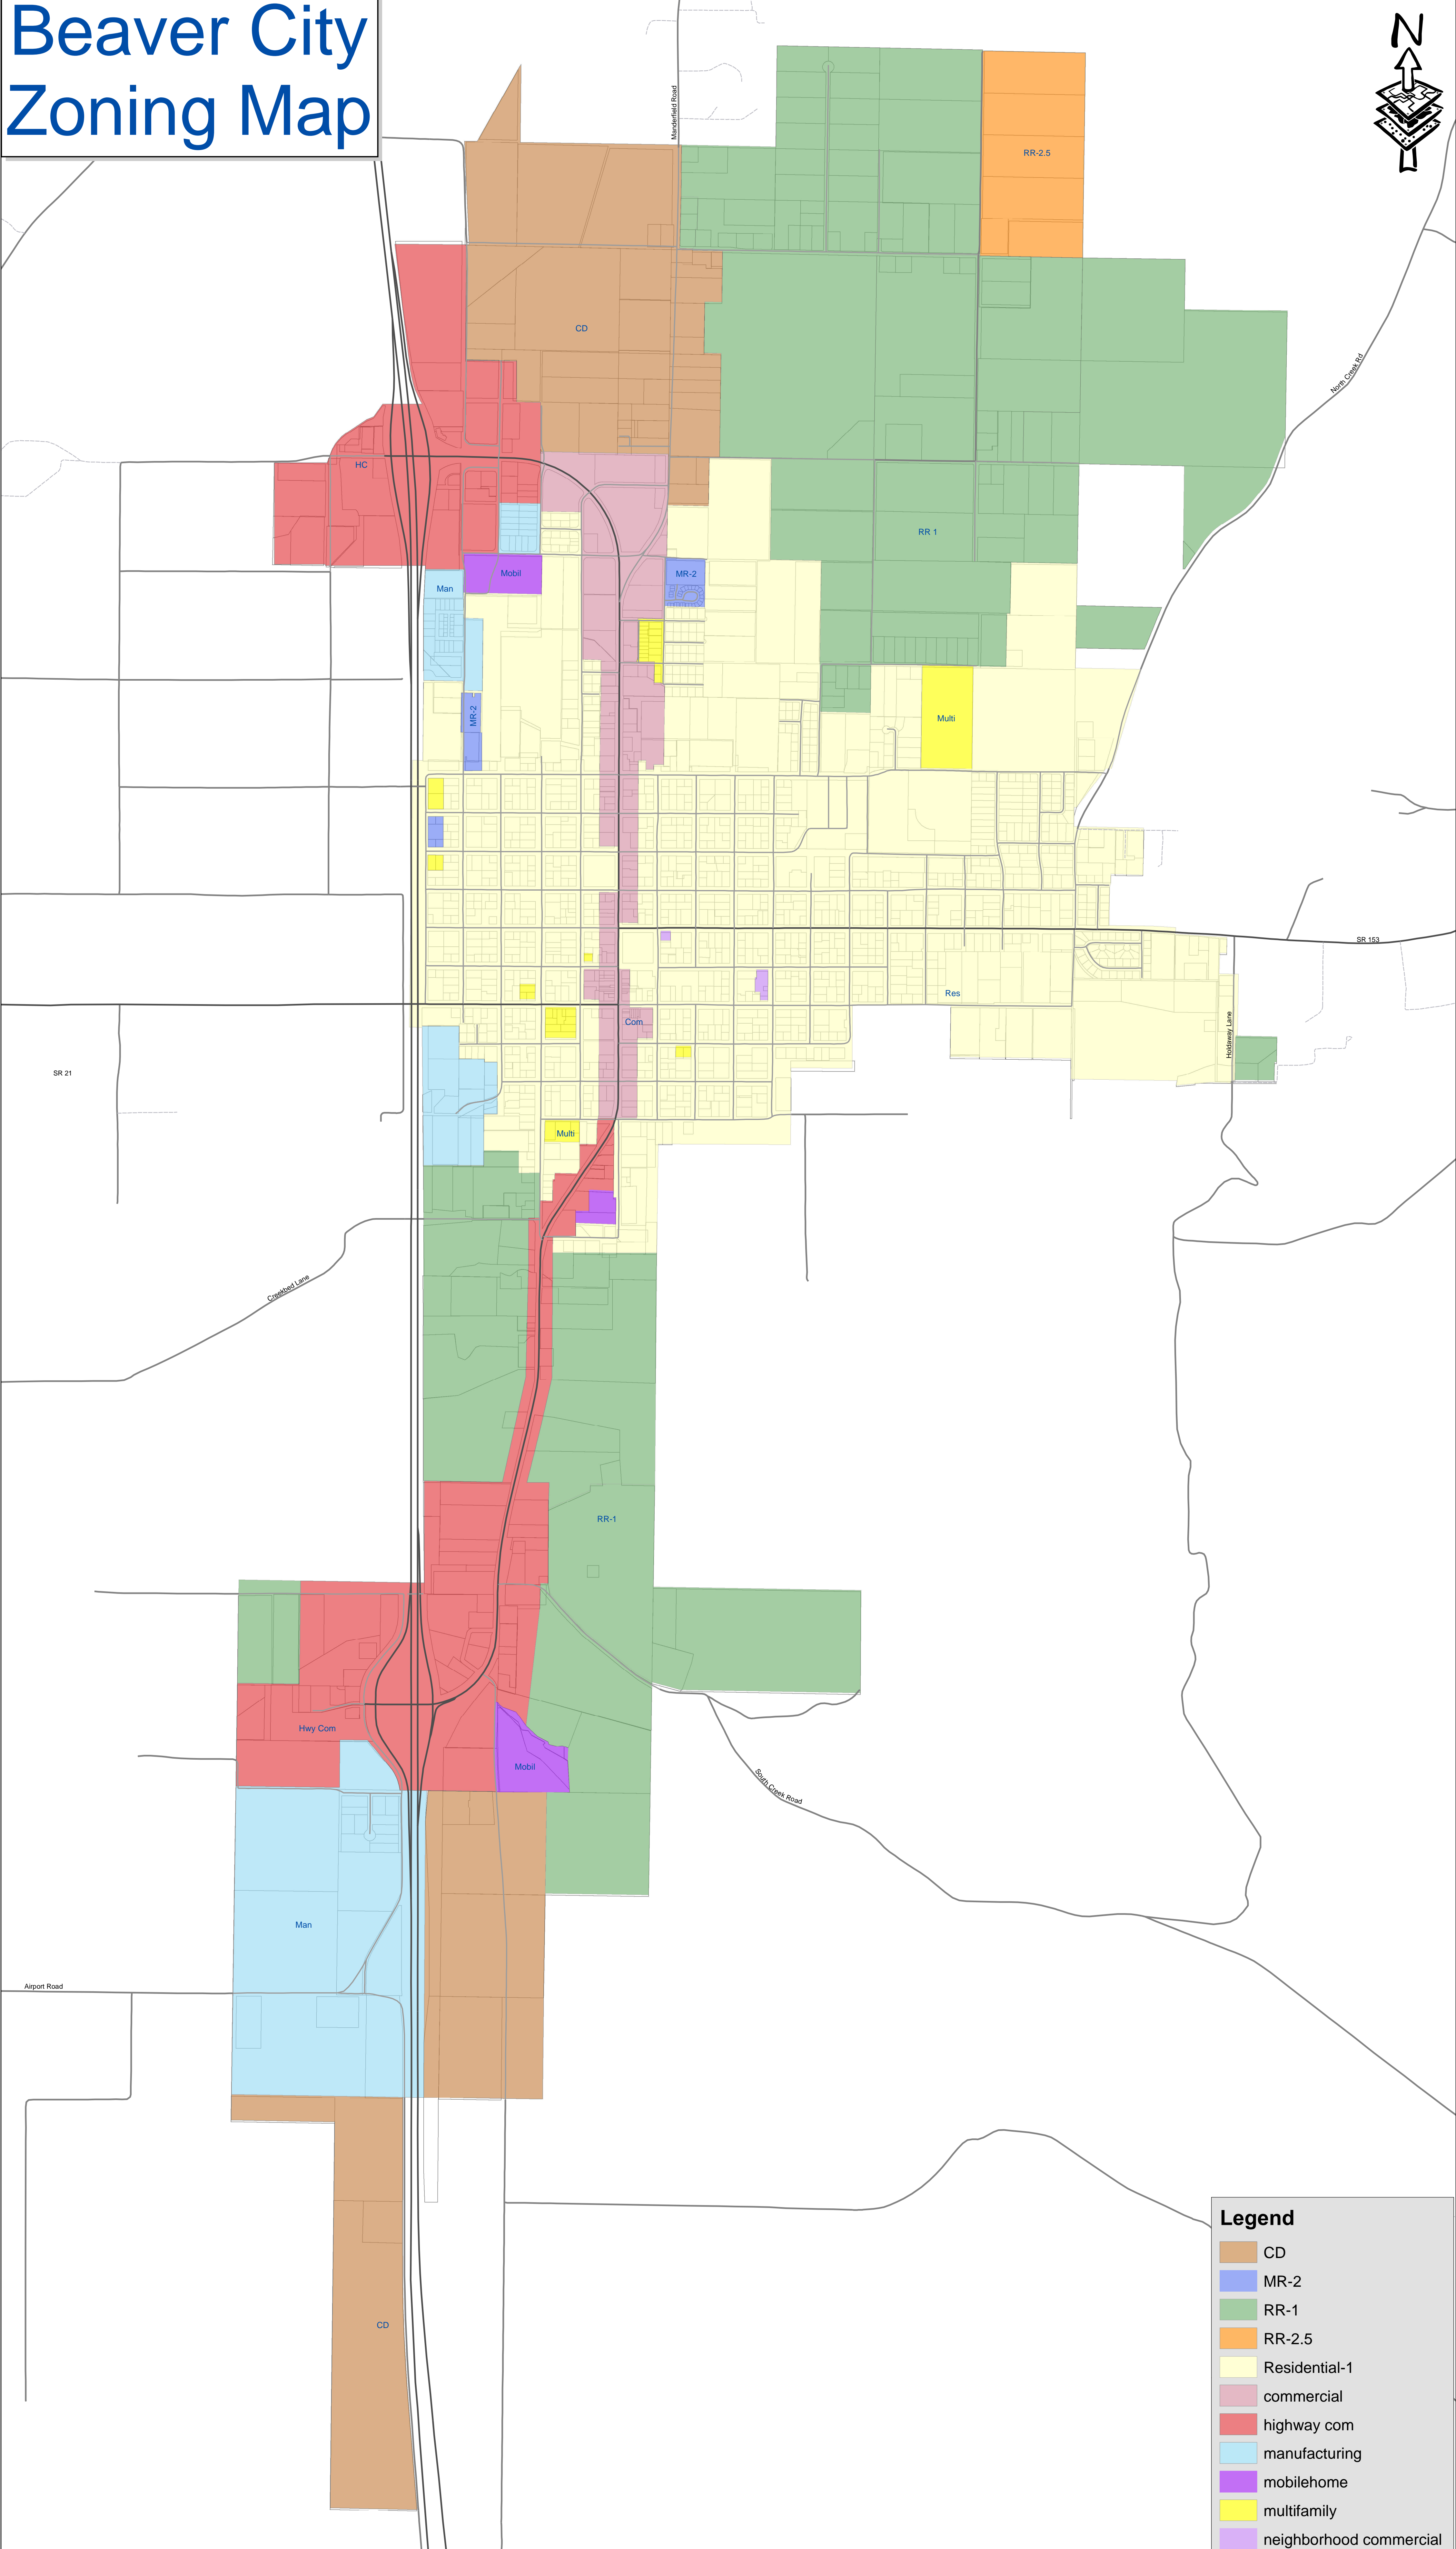 Beaver City
Zoning Map
N
Manderfield Road
RR-2.5
CD
North Creek Rd
HC
RR 1
Mobil
MR-2
Man
MR-2
Multi
SR 153
Res
Com
Holdaway Lane
SR 21
Multi
Creekbed Lane
RR-1
Hwy Com
Mobil
South Creek Road
Man
Airport Road
CD
Legend
CD
MR-2
RR-1
RR-2.5
Residential-1
commercial
highway com
manufacturing
mobilehome
multifamily
neighborhood commercial